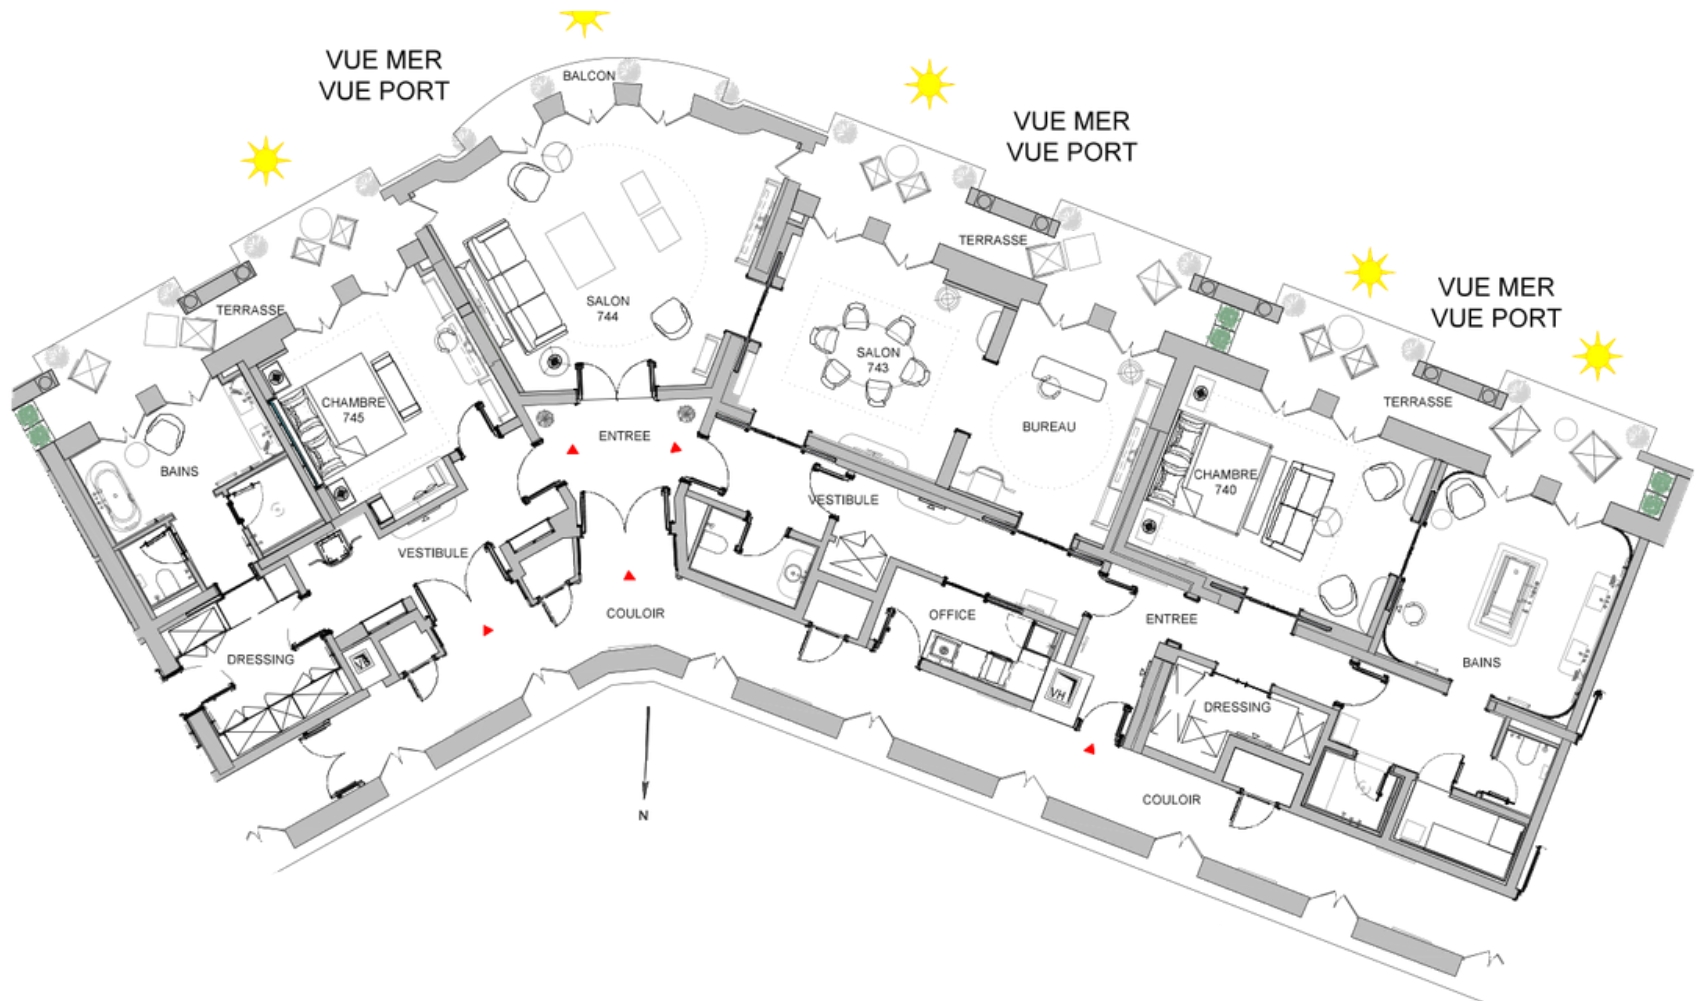 VUE MER
VUE PORT
BALCON
VUE MER
VUE PORT
TERRASSE
VUE MER
VUE PORT
TERRASSE
SALON
744
SALON
743
CHAMBRE
745
TERRASSE
BUREAU
ENTREE
BAINS
CHAMBRE
740
VESTIBULE
VESTIBULE
COULOIR
OFFICE
ENTREE
DRESSING
BAINS
VH
DRESSING
COULOIR
N